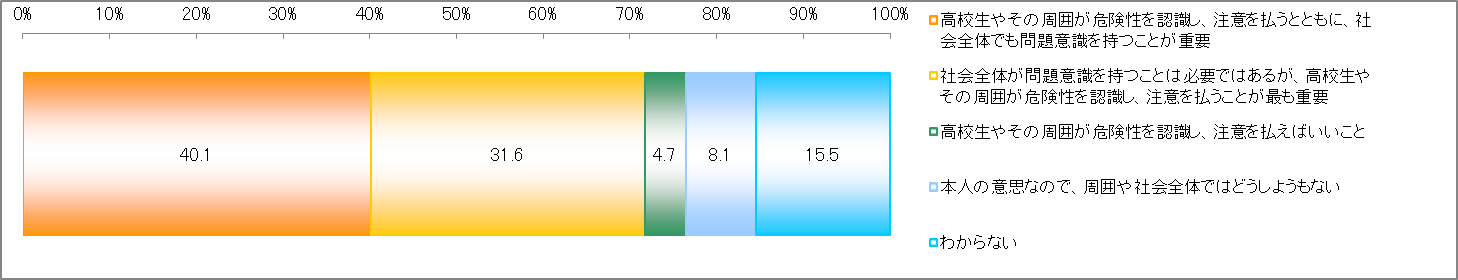 0% 10% 20% 30% 40% 50% 60% 70% 80% 90% 100%
40.1 31.6 4.7 8.1 15.5
高校生やその周囲が危険性を認識し、注意を払うとともに、社
会全体でも問題意識を持つことが重要
社会全体が問題意識を持つことは必要ではあるが、高校生や
その周囲が危険性を認識し、注意を払うことが最も重要
高校生やその周囲が危険性を認識し、注意を払えばいいこと
本人の意思なので、周囲や社会全体ではどうしようもない
わからない